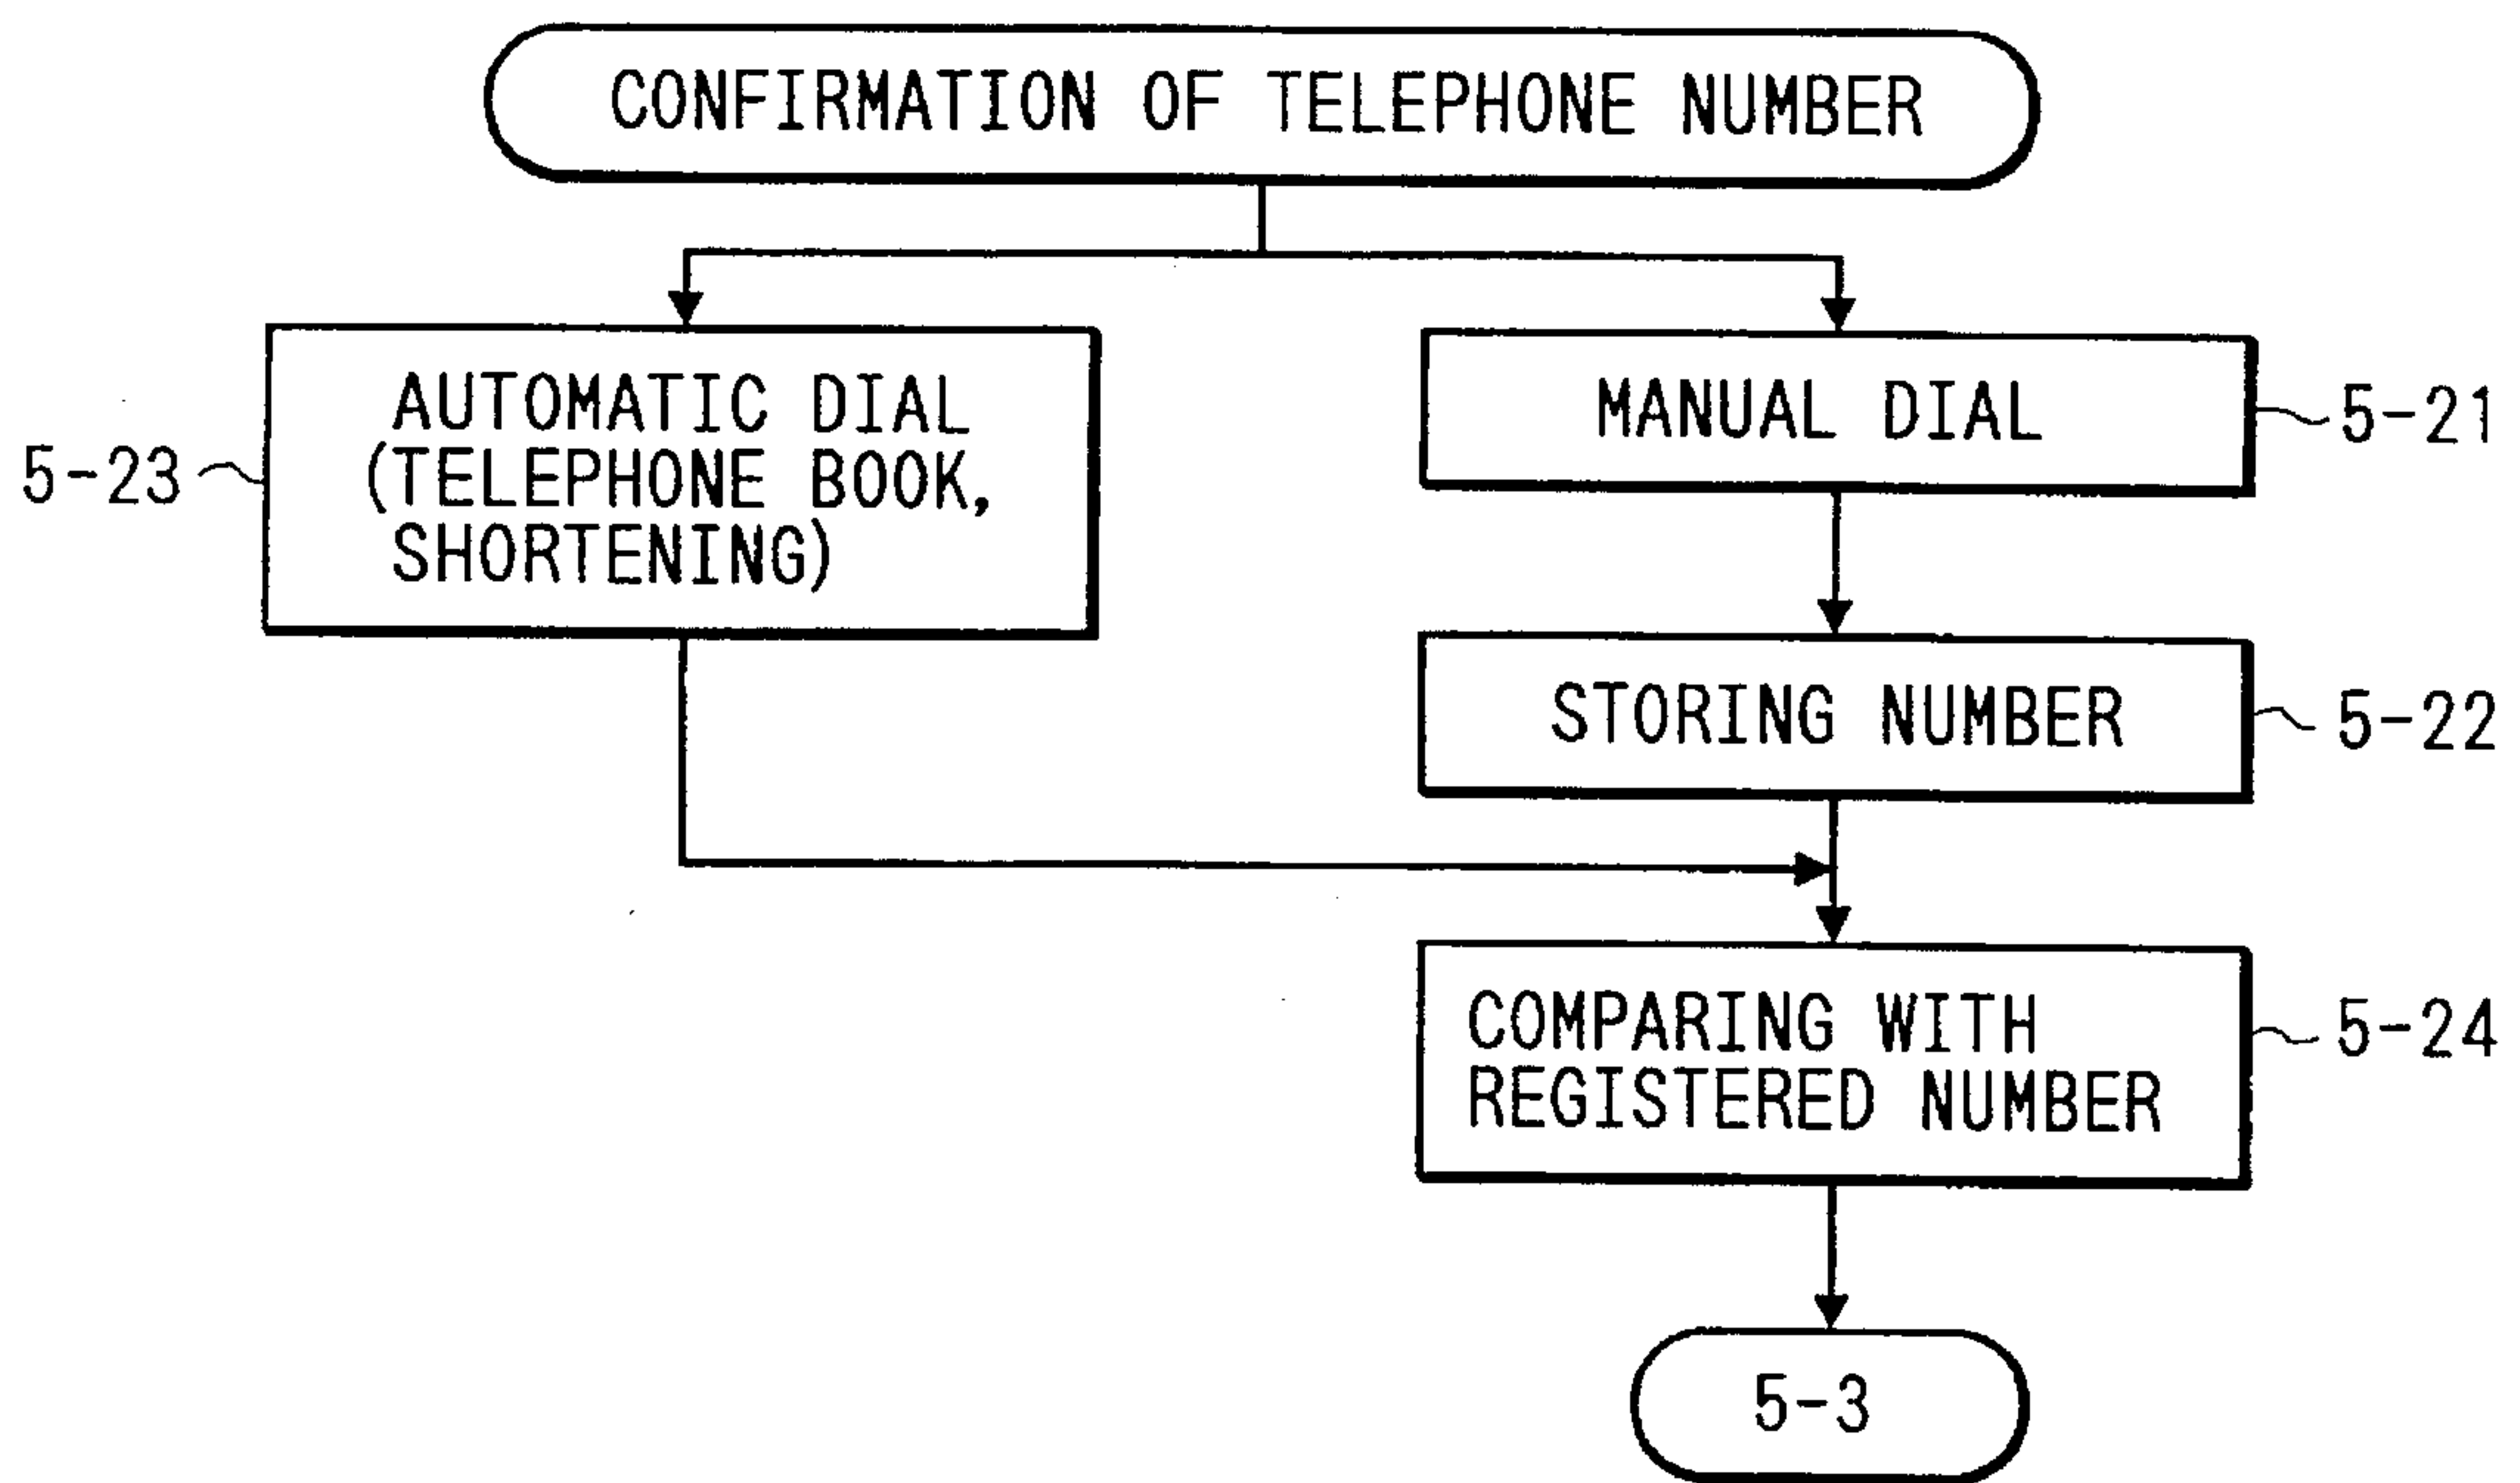 CONFIRMATION OF TELEPHONE NUMBER
AUTOMATIC DIAL
(TELEPHONE BOOK,
SHORTENING)
5-23
MANUAL DIAL
5-21
STORING NUMBER
5-22
COMPARING WITH
REGISTERED NUMBER
5-24
5-3